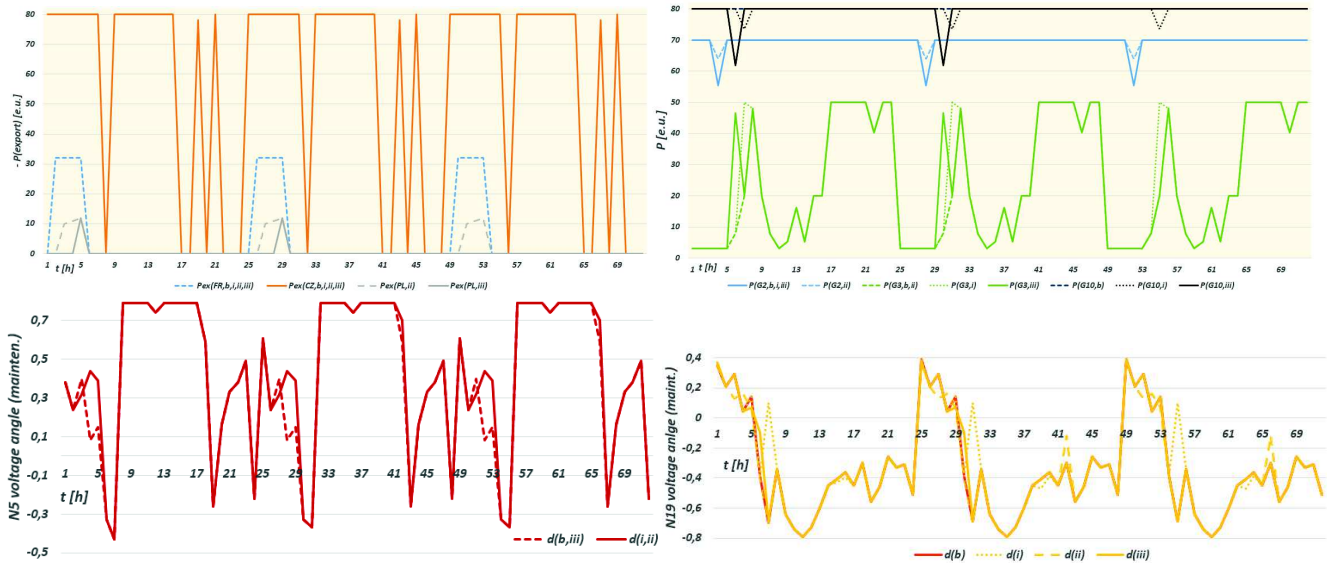 - P(export) [e.u.]
80
70
60
50
40
30
20
10
0
1 5 9 13 17 21 25 29 33 37 41 45 49 53 57 61 65 69
t [h]
Pex(FR,b,i,ii,iii) Pex(CZ,b,i,ii,iii) Pex(PL,ii) Pex(PL,iii)
P [e.u.]
80
70
60
50
40
30
20
10
0
1 5 9 13 17 21 25 29 33 37 41 45 49 53 57 61 65 69
t [h]
P(G2,b,i,iii) P(G2,ii) P(G3,b,ii) P(G3,i) P(G3,iii) P(G10,b) P(G10,i) P(G10,iii)
N5 voltage angle (mainten.)
0,7
0,5
0,3
0,1
-0,1
-0,3
-0,5
1 5 9 13 17 21 25 29 33 37 41 45 49 53 57 61 65 69
t [h]
d(b,iii) d(i,ii)
N19 voltage anlge (maint.)
0,4
0,2
0
-0,2
-0,4
-0,6
-0,8
1 5 9 13 17 21 25 29 33 37 41 45 49 53 57 61 65 69
t [h]
d(b) d(i) d(ii) d(iii)